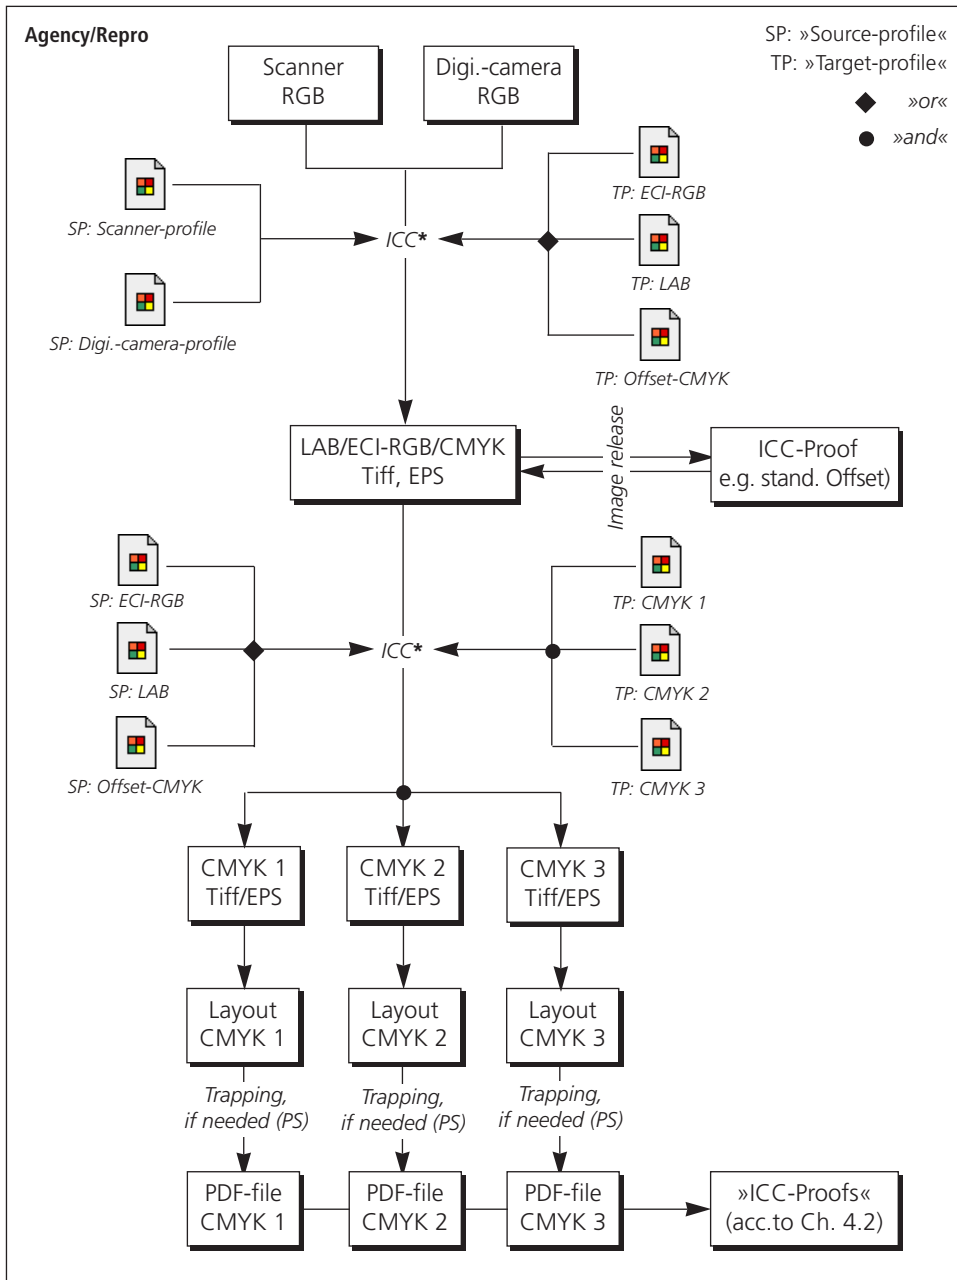 Agency/Repro
SP: »Source-profile«
TP: »Target-profile«
»or«
»and«
Scanner
RGB
Digi.-camera
RGB
SP: Scanner-profile
SP: Digi.-camera-profile
ICC*
TP: ECI-RGB
TP: LAB
TP: Offset-CMYK
LAB/ECI-RGB/CMYK
Tiff, EPS
Image release
ICC-Proof
e.g. stand. Offset)
SP: ECI-RGB
SP: LAB
SP: Offset-CMYK
ICC*
TP: CMYK 1
TP: CMYK 2
TP: CMYK 3
CMYK 1
Tiff/EPS
CMYK 2
Tiff/EPS
CMYK 3
Tiff/EPS
Layout
CMYK 1
Layout
CMYK 2
Layout
CMYK 3
Trapping,
if needed (PS)
Trapping,
if needed (PS)
Trapping,
if needed (PS)
PDF-file
CMYK 1
PDF-file
CMYK 2
PDF-file
CMYK 3
»ICC-Proofs«
(acc.to Ch. 4.2)